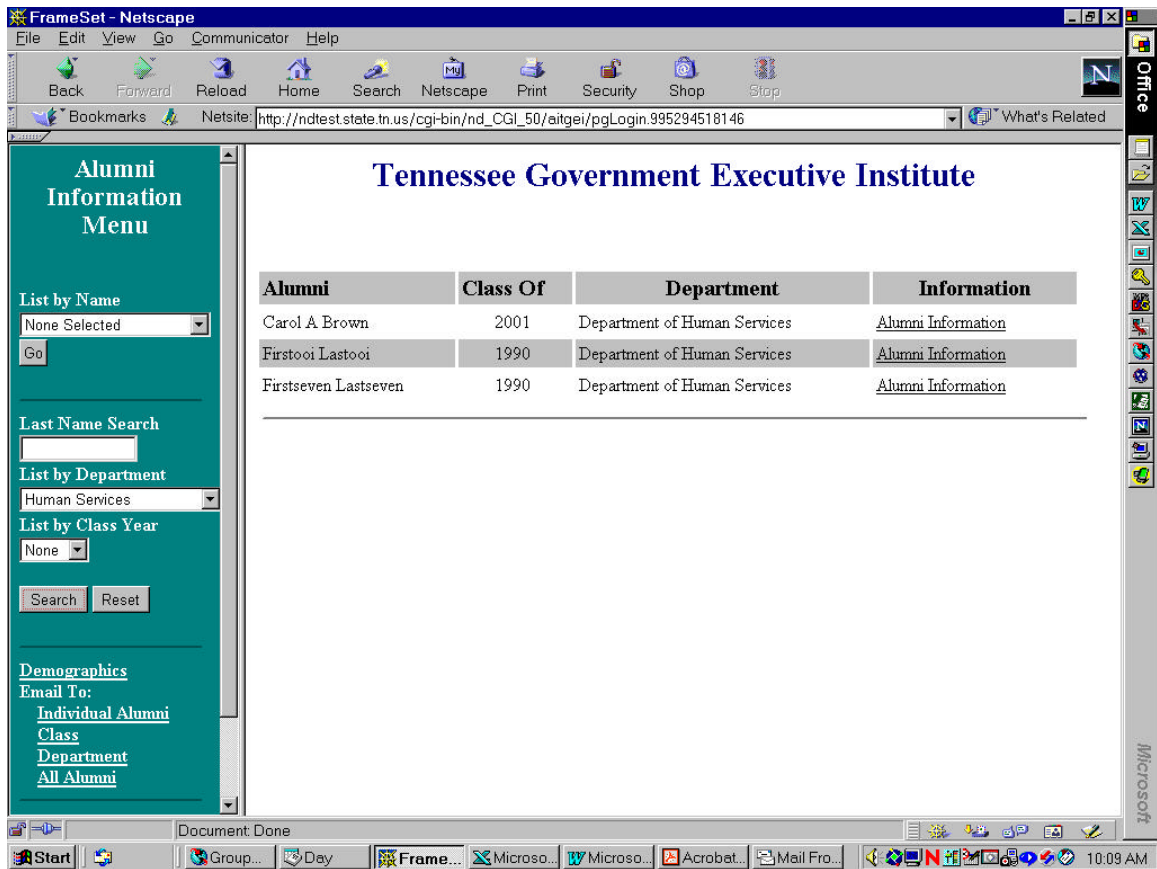 FrameSet - Netscape
File Edit View Go Communicator Help
My
N
Back Forward Reload Home Search Netscape Print Security Shop Stop
Bookmarks Netsite: http://ndtest.state.tn.us/cgi-bin/nd_CGI_50/aitgei/pgLogin.995294518146 What's Related
Office
Alumni
Information
Menu
List by Name
None Selected
Go
Last Name Search
List by Department
Human Services
List by Class Year
None
Search Reset
Demographics
Email To:
Individual Alumni
Class
Department
All Alumni
Tennessee Government Executive Institute
Alumni Class Of Department Information
Carol A Brown 2001 Department of Human Services Alumni Information
Firstooi Lastooi 1990 Department of Human Services Alumni Information
Firstseven Lastseven 1990 Department of Human Services Alumni Information
Microsoft
Document: Done
Start Group... Day Frame... Microso... Microso... Acrobat... Mail Fro... 10:09 AM